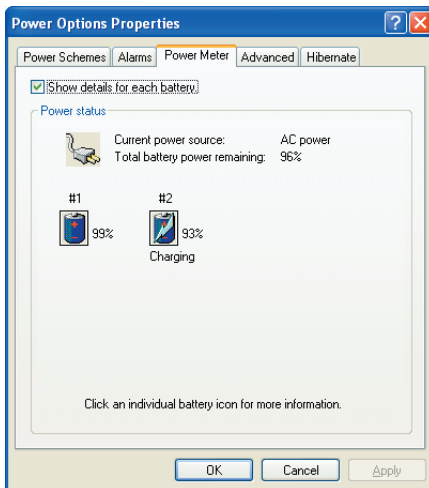 Power Options Properties
Power Schemes Alarms Power Meter Advanced Hibernate
Show details for each battery.
Power status
Current power source: AC power
Total battery power remaining: 96%
#1 #2
99% 93%
Charging
Click an individual battery icon for more information.
OK Cancel Apply